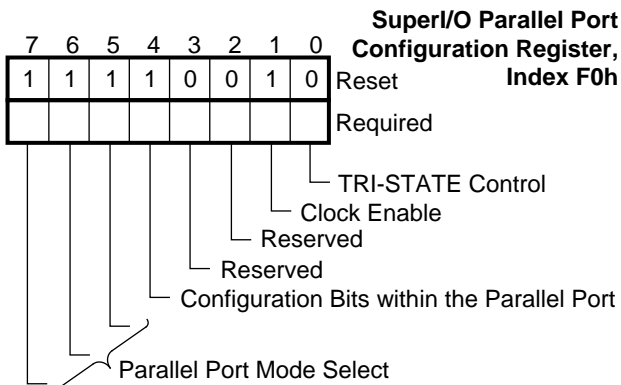 SuperI/O Parallel Port
Configuration Register,
Index F0h
7 6 5 4 3 2 1 0
1 1 1 1 0 0 1 0 Reset
Required
TRI-STATE Control
Clock Enable
Reserved
Reserved
Configuration Bits within the Parallel Port
Parallel Port Mode Select